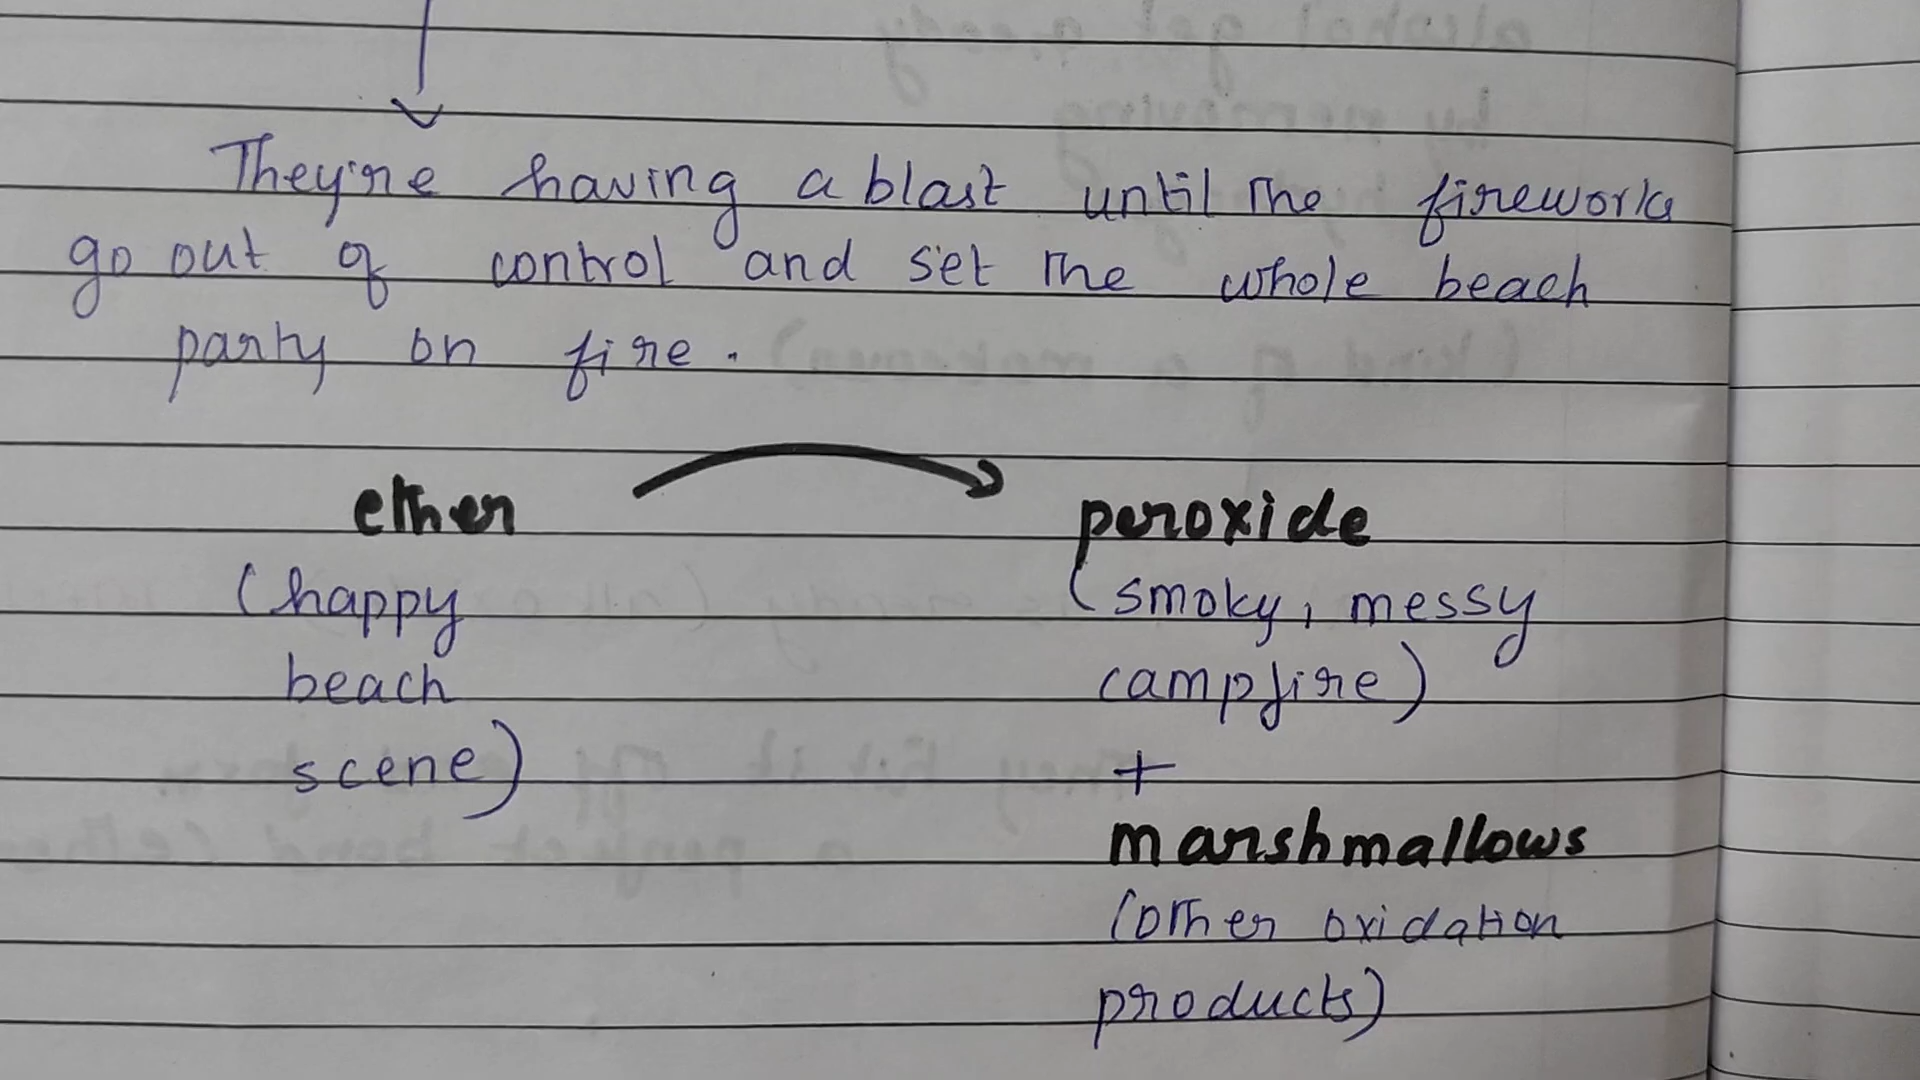 They're having a blast until the fireworks
go out of control and set the whole beach
party on fire.
ether peroxide
(happy (smoky, messy
beach campfire)
scene) +
marshmallows
(other oxidation
products)